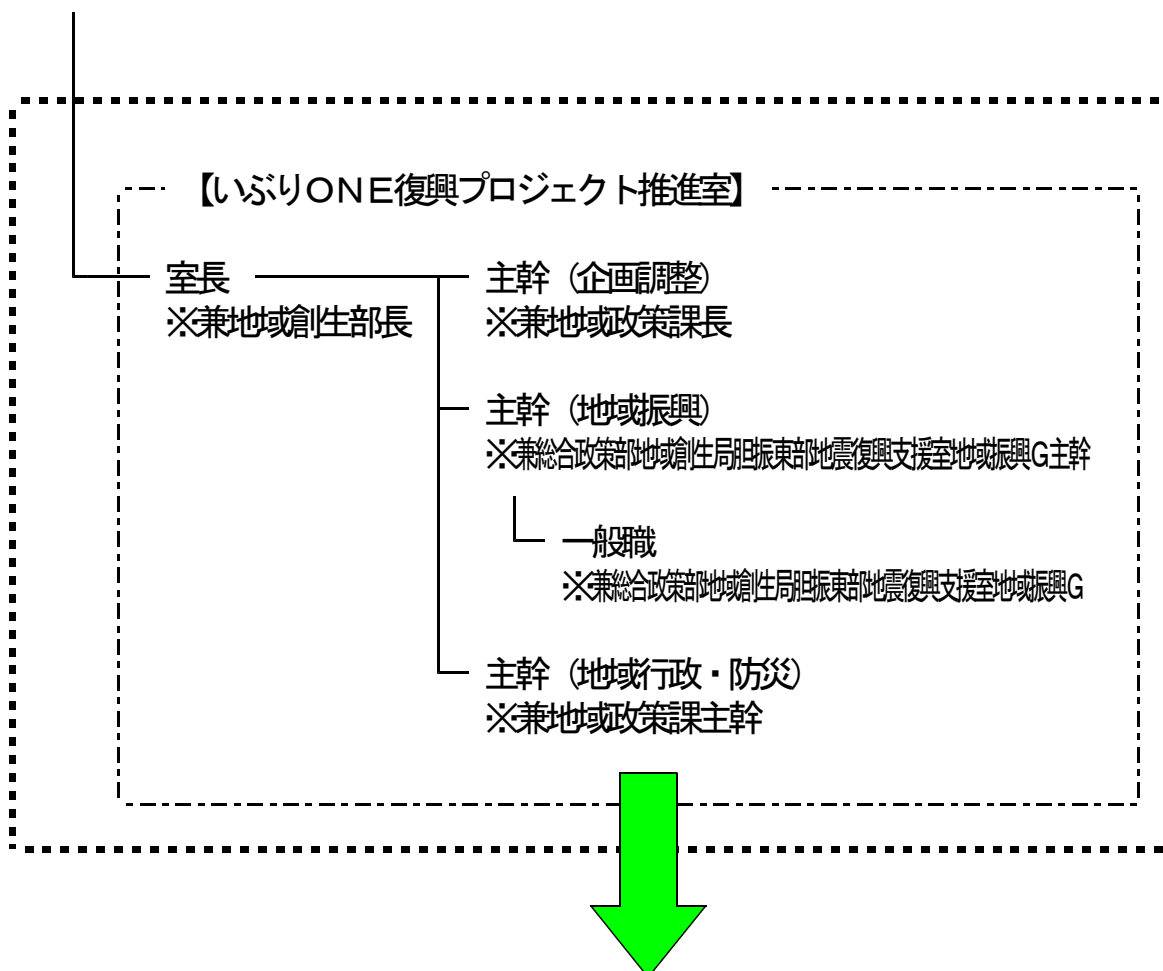 【いぶりＯＮＥ復興プロジェクト推進室】
室長
※兼地域創生部長
主幹（企画調整）
※兼地域政策課長
主幹（地域振興）
※兼総合政策部地域創生局胆振東部地震復興支援室地域振興G主幹
一般職
※兼総合政策部地域創生局胆振東部地震復興支援室地域振興G
主幹（地域行政・防災）
※兼地域政策課主幹